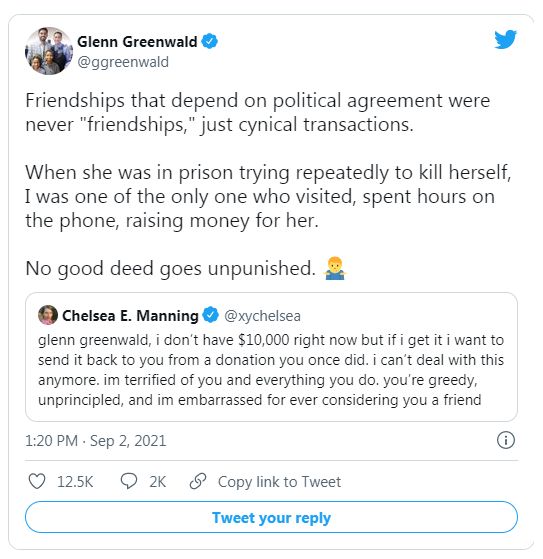 Glenn Greenwald
@ggreenwald
Friendships that depend on political agreement were
never "friendships," just cynical transactions.
When she was in prison trying repeatedly to kill herself,
I was one of the only one who visited, spent hours on
the phone, raising money for her.
No good deed goes unpunished. 🤷‍♂️
Chelsea E. Manning @xychelsea
glenn greenwald, i don't have $10,000 right now but if i get it i want to
send it back to you from a donation you once did. i can't deal with this
anymore. im terrified of you and everything you do. you're greedy,
unprincipled, and im embarrassed for ever considering you a friend
1:20 PM · Sep 2, 2021
12.5K 2K Copy link to Tweet
Tweet your reply